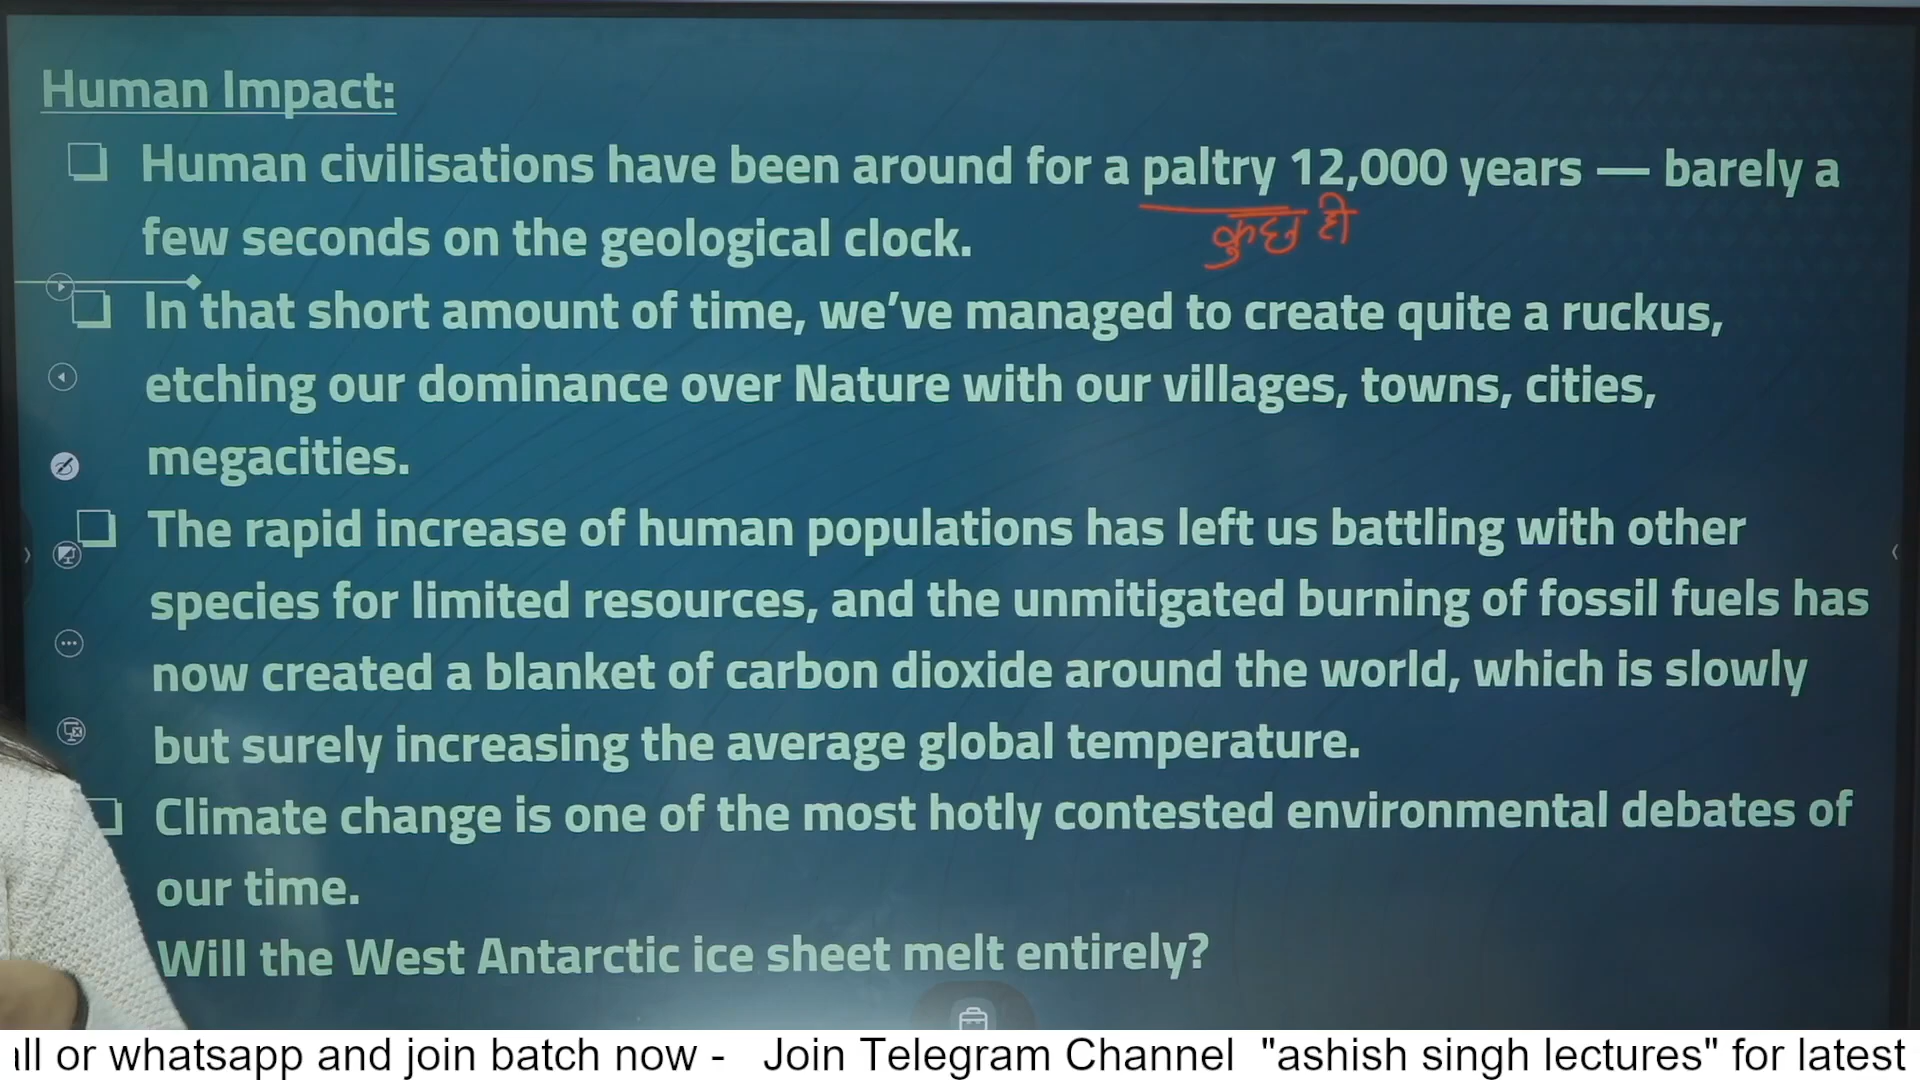 Human Impact:
Human civilisations have been around for a paltry 12,000 years — barely a
कुछ ही
few seconds on the geological clock.
In that short amount of time, we’ve managed to create quite a ruckus,
etching our dominance over Nature with our villages, towns, cities,
megacities.
The rapid increase of human populations has left us battling with other
species for limited resources, and the unmitigated burning of fossil fuels has
now created a blanket of carbon dioxide around the world, which is slowly
but surely increasing the average global temperature.
Climate change is one of the most hotly contested environmental debates of
our time.
Will the West Antarctic ice sheet melt entirely?
or whatsapp and join batch now - Join Telegram Channel "ashish singh lectures" for latest